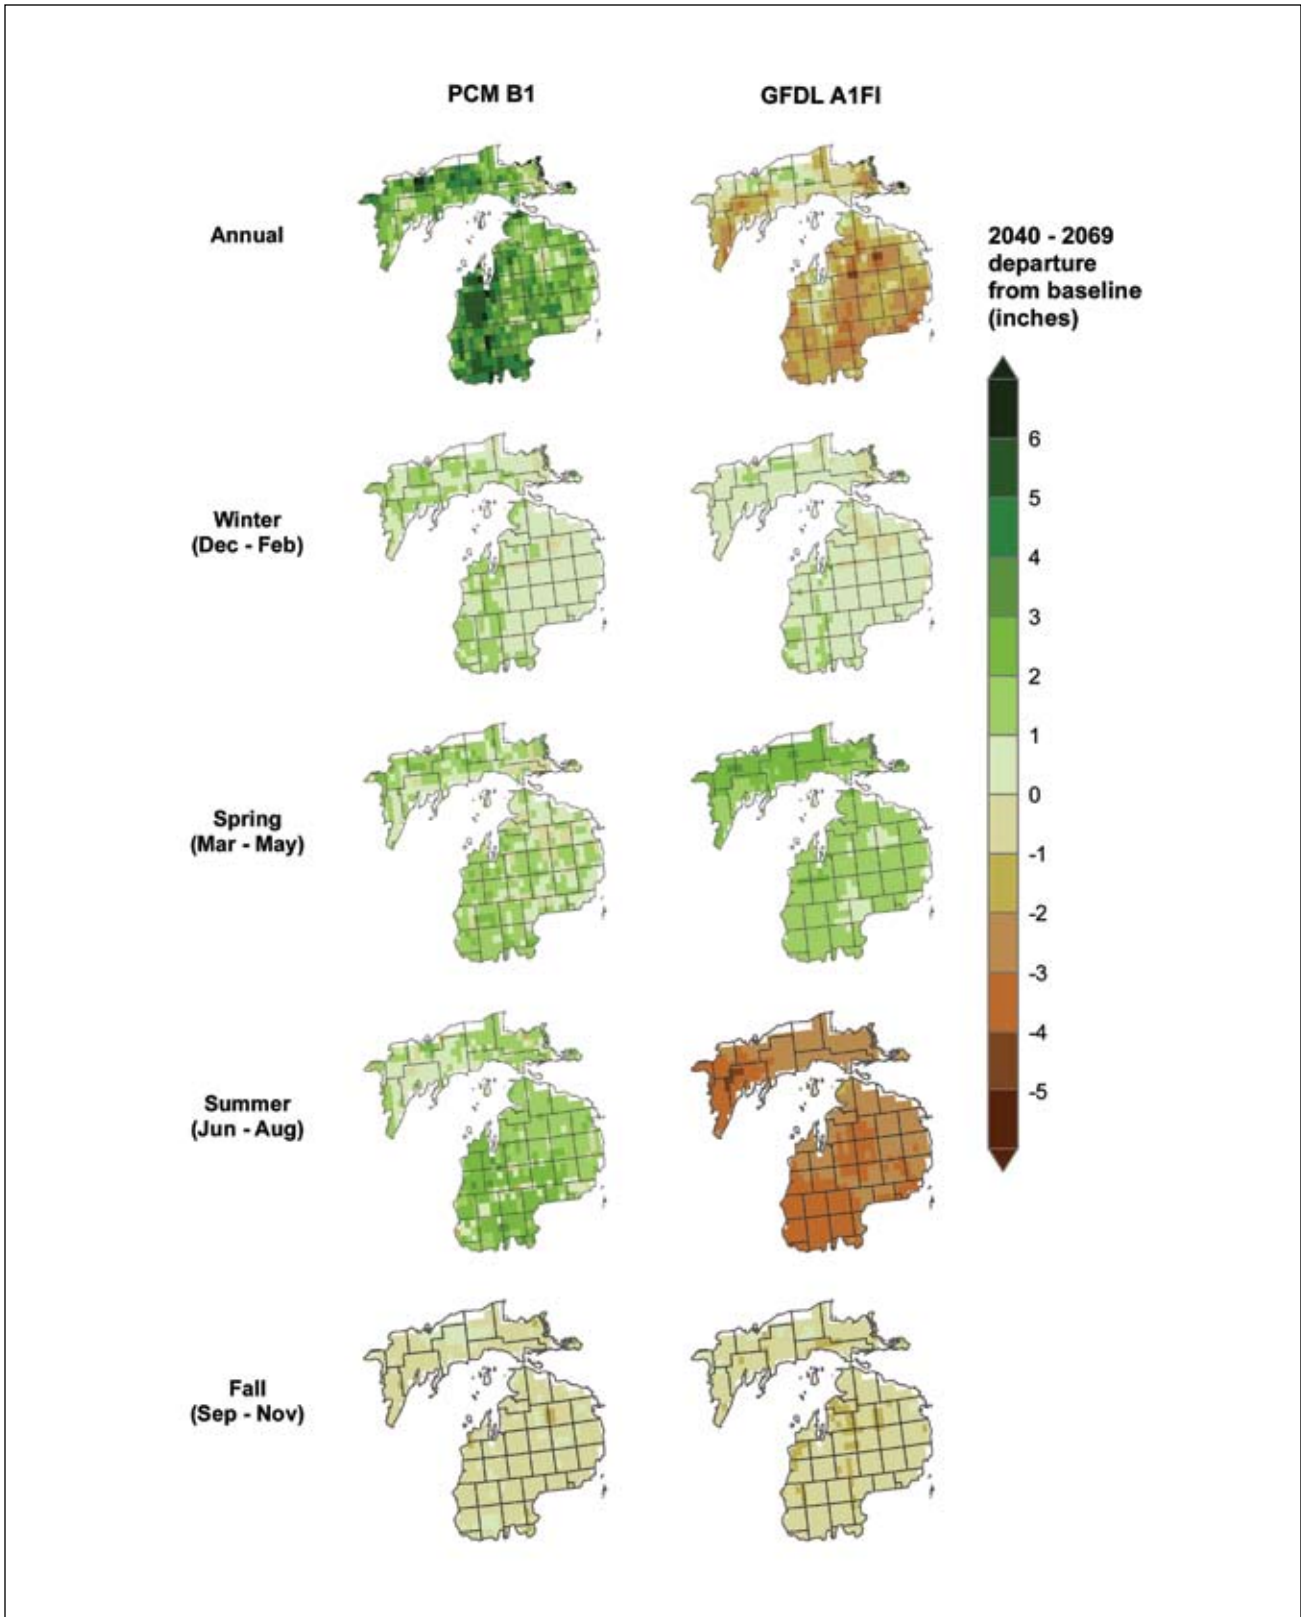 PCM B1
GFDL A1FI
Annual
2040 - 2069
departure
from baseline
(inches)
6
5
4
3
2
1
0
-1
-2
-3
-4
-5
Winter
(Dec - Feb)
Spring
(Mar - May)
Summer
(Jun - Aug)
Fall
(Sep - Nov)